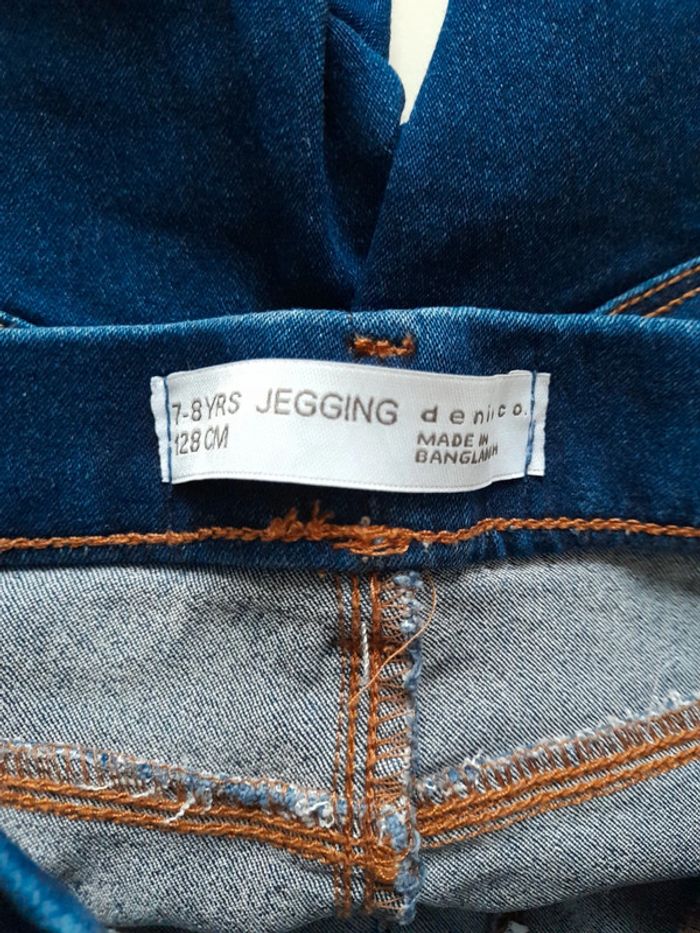 7-8 YRS JEGGING denim co.
128 CM
MADE IN
BANGLADESH